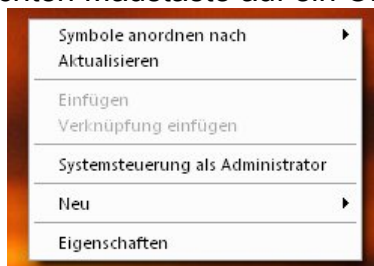 Symbole anordnen nach
Aktualisieren
Einfügen
Verknüpfung einfügen
Systemsteuerung als Administrator
Neu
Eigenschaften